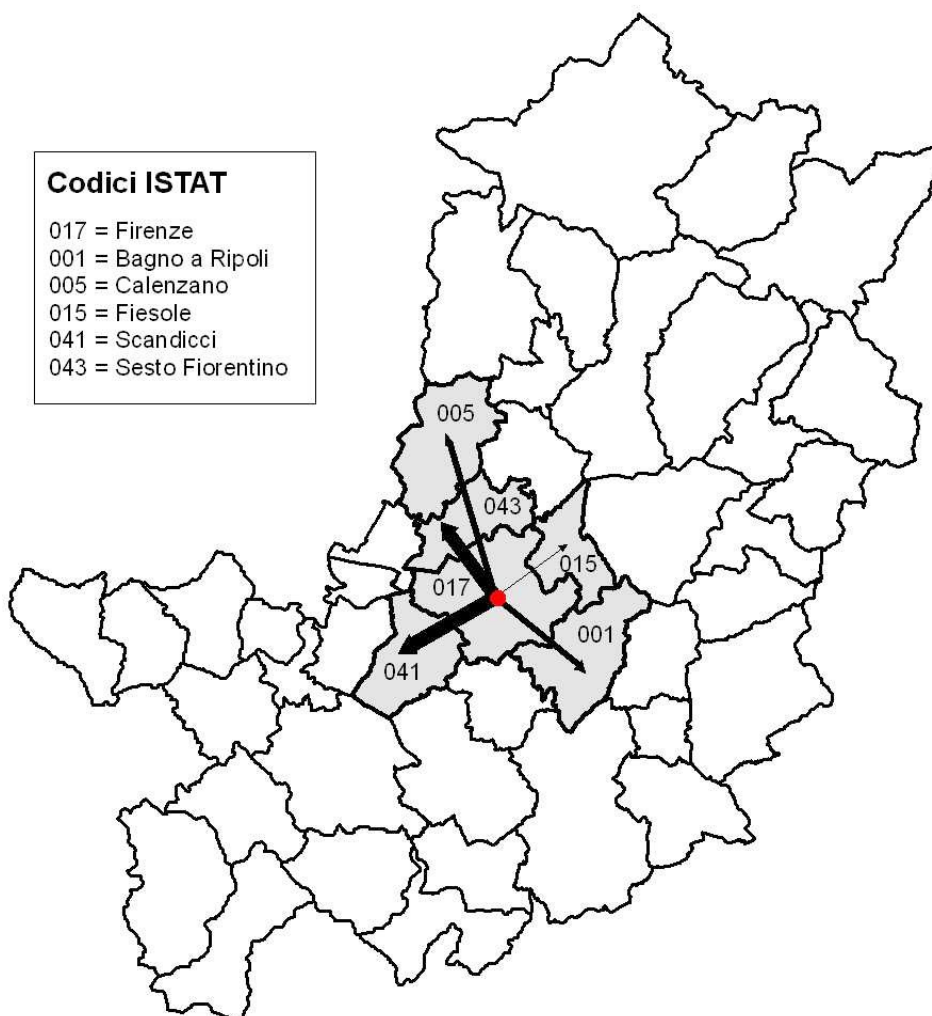 Codici ISTAT
017 = Firenze
001 = Bagno a Ripoli
005 = Calenzano
015 = Fiesole
041 = Scandicci
043 = Sesto Fiorentino
005
043
015
017
001
041